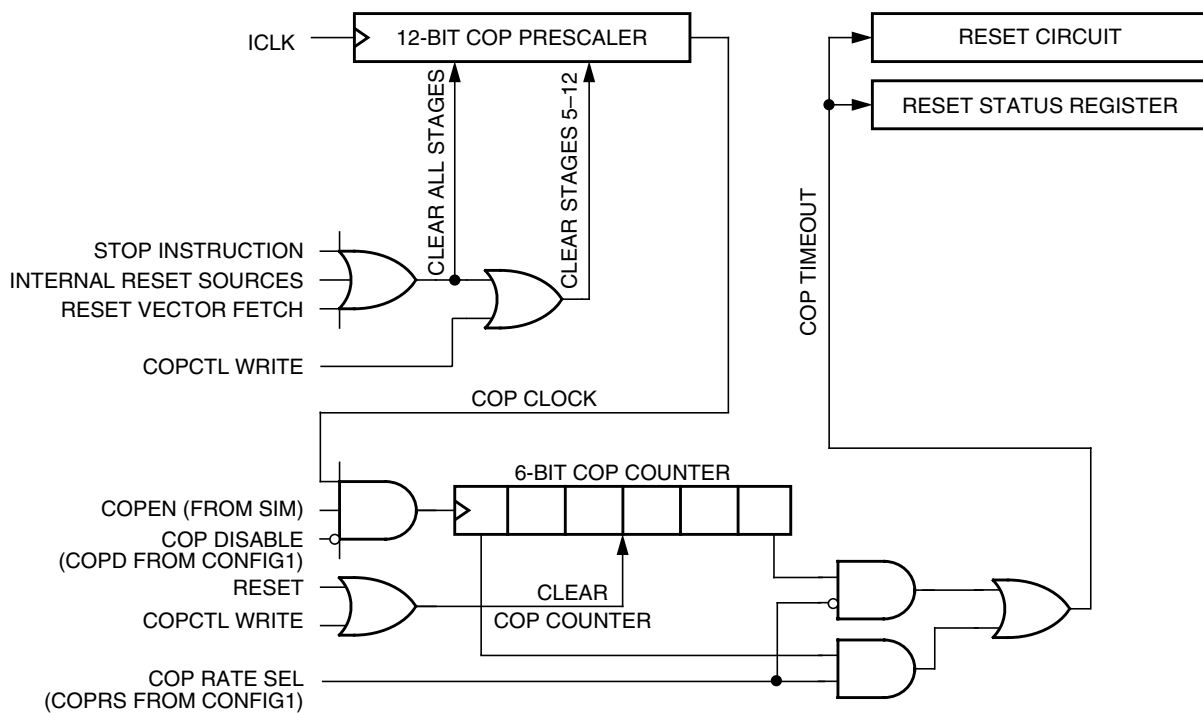 ICLK
12-BIT COP PRESCALER
RESET CIRCUIT
RESET STATUS REGISTER
CLEAR ALL STAGES
CLEAR STAGES 5–12
STOP INSTRUCTION
INTERNAL RESET SOURCES
RESET VECTOR FETCH
COPCTL WRITE
COP TIMEOUT
COP CLOCK
6-BIT COP COUNTER
COPEN (FROM SIM)
COP DISABLE
(COPD FROM CONFIG1)
RESET
COPCTL WRITE
CLEAR
COP COUNTER
COP RATE SEL
(COPRS FROM CONFIG1)